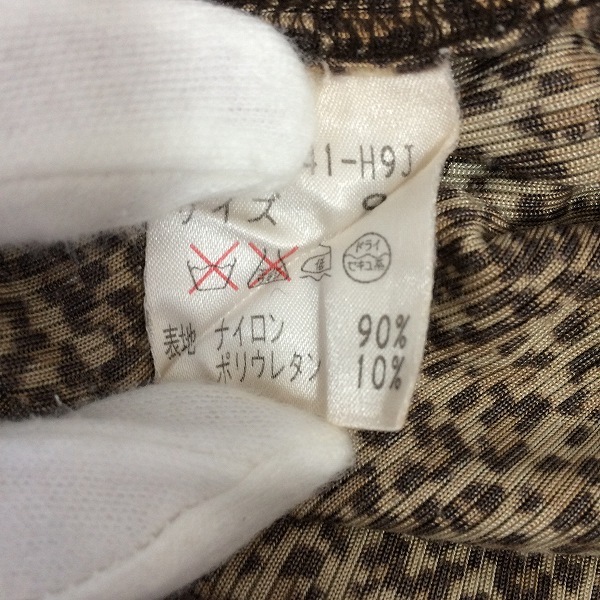 41-H9J
サイズ 9
ドライ
セキユ系
表地 ナイロン 90%
ポリウレタン 10%